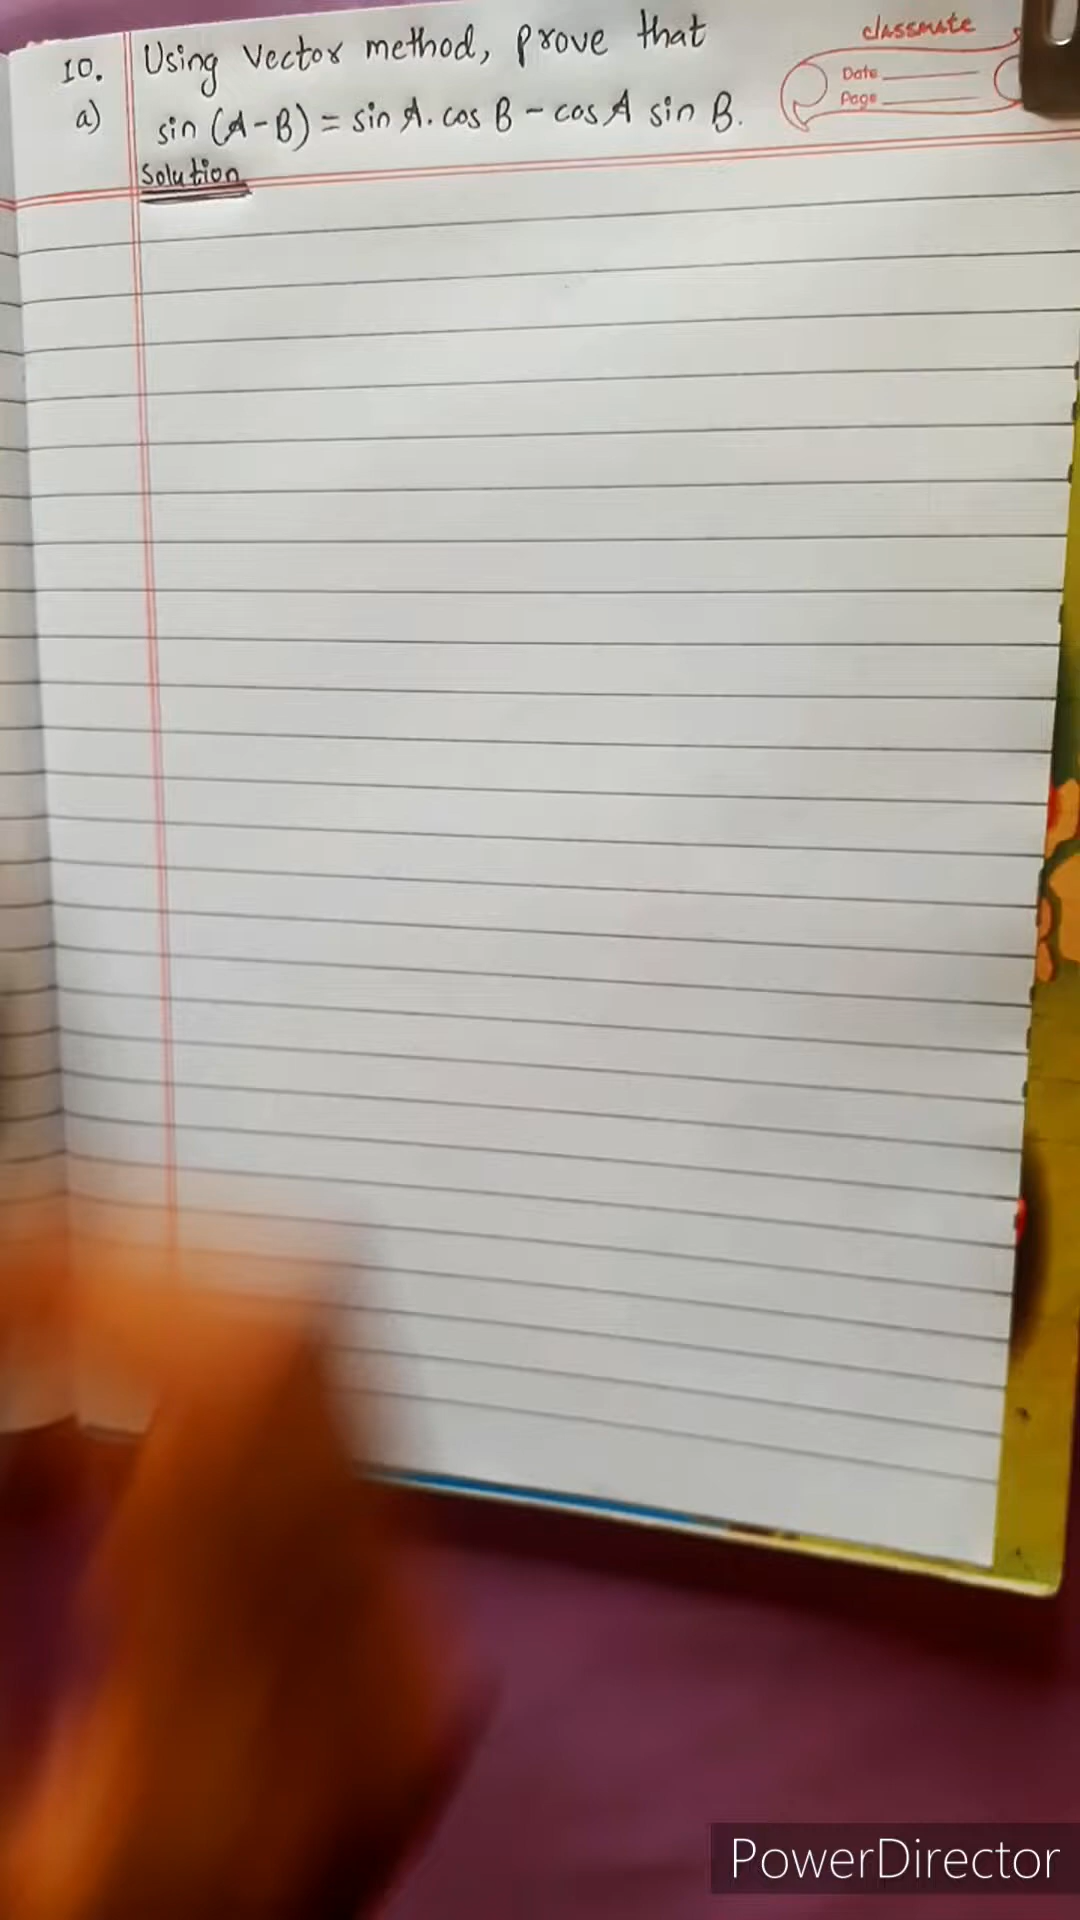 classmate
Date
Page
10. Using Vector method, prove that
a) sin (A-B) = sin A. cos B - cos A sin B.
Solution
PowerDirector